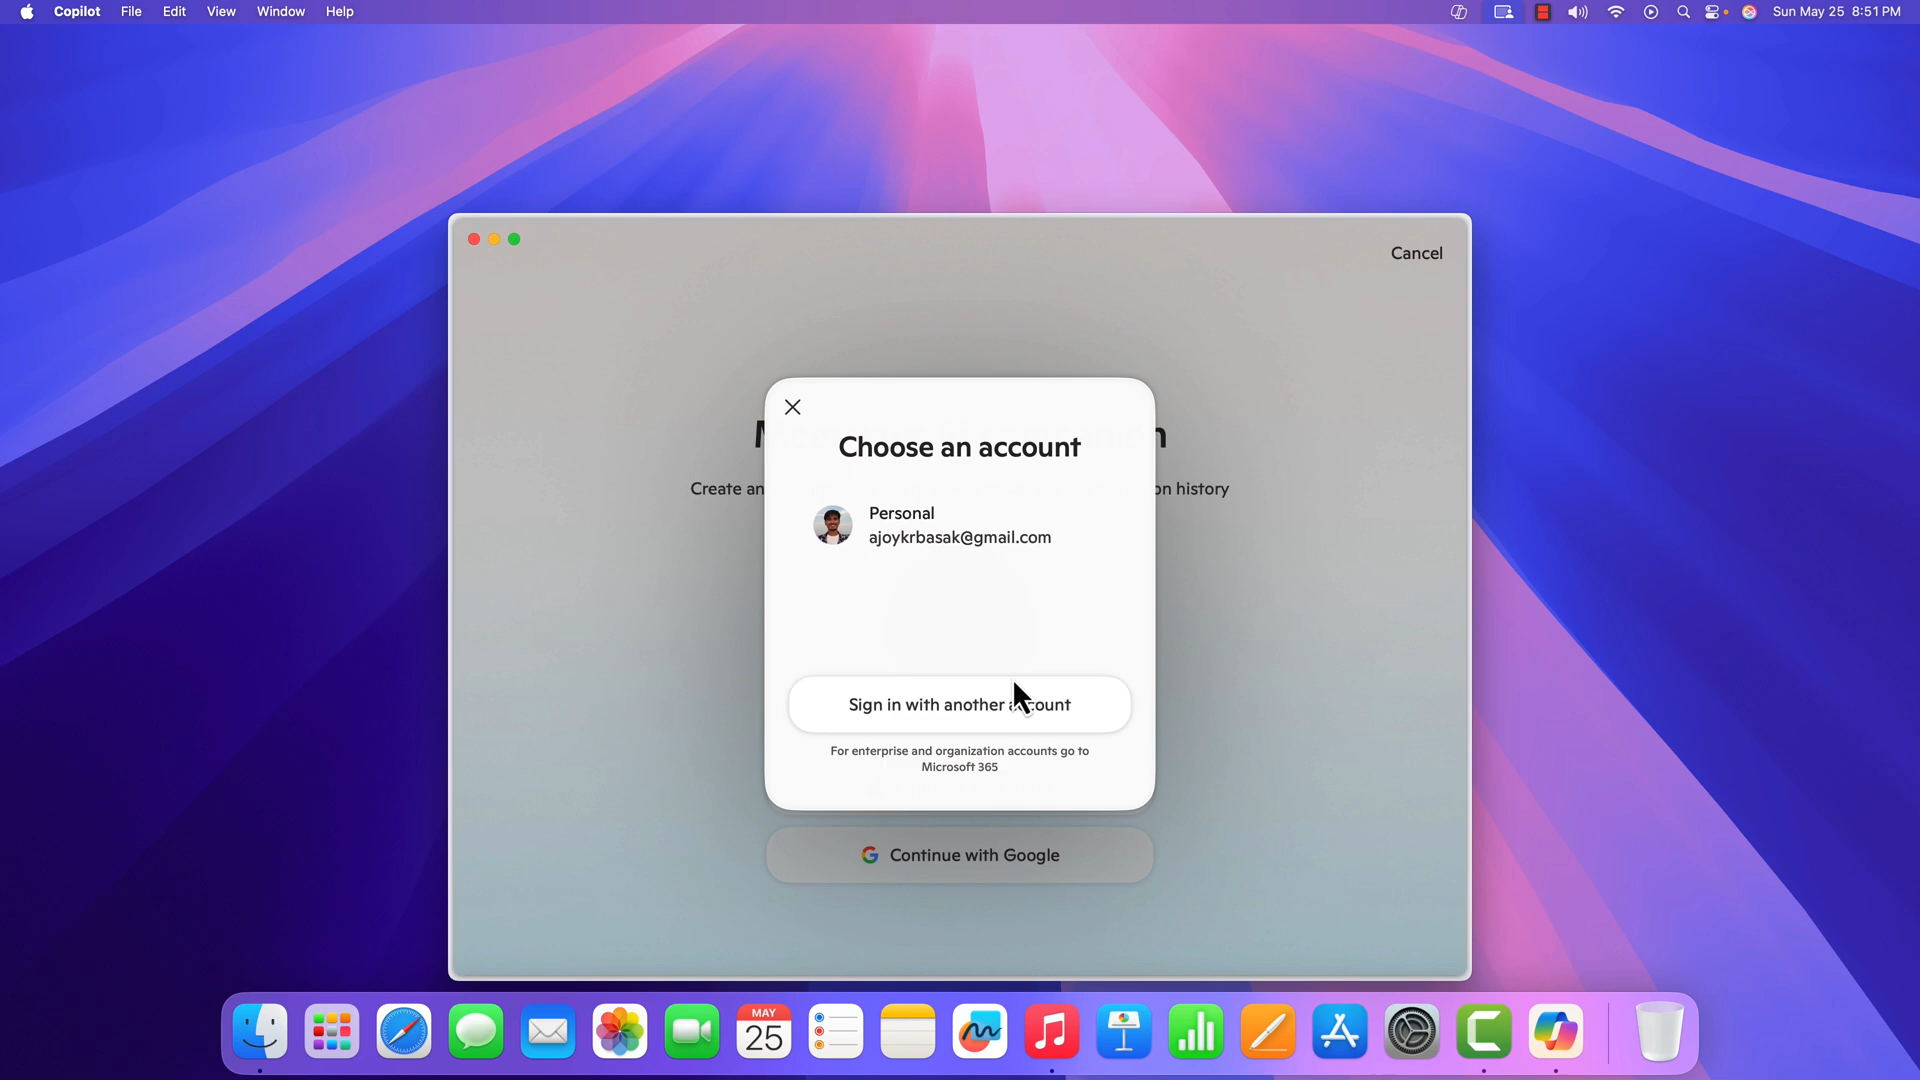 Copilot File Edit View Window Help
Sun May 25 8:51 PM
Cancel
Choose an account
Create an
on history
Personal
ajoykrbasak@gmail.com
Sign in with another account
For enterprise and organization accounts go to
Microsoft 365
Continue with Google
MAY
25